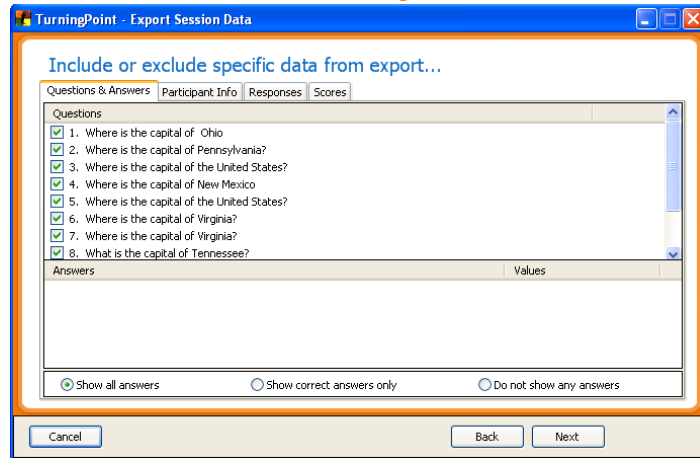 TurningPoint - Export Session Data
Include or exclude specific data from export...
Questions & Answers Participant Info Responses Scores
Questions
1. Where is the capital of Ohio
2. Where is the capital of Pennsylvania?
3. Where is the capital of the United States?
4. Where is the capital of New Mexico
5. Where is the capital of the United States?
6. Where is the capital of Virginia?
7. Where is the capital of Virginia?
8. What is the capital of Tennessee?
Answers Values
Show all answers Show correct answers only Do not show any answers
Cancel Back Next